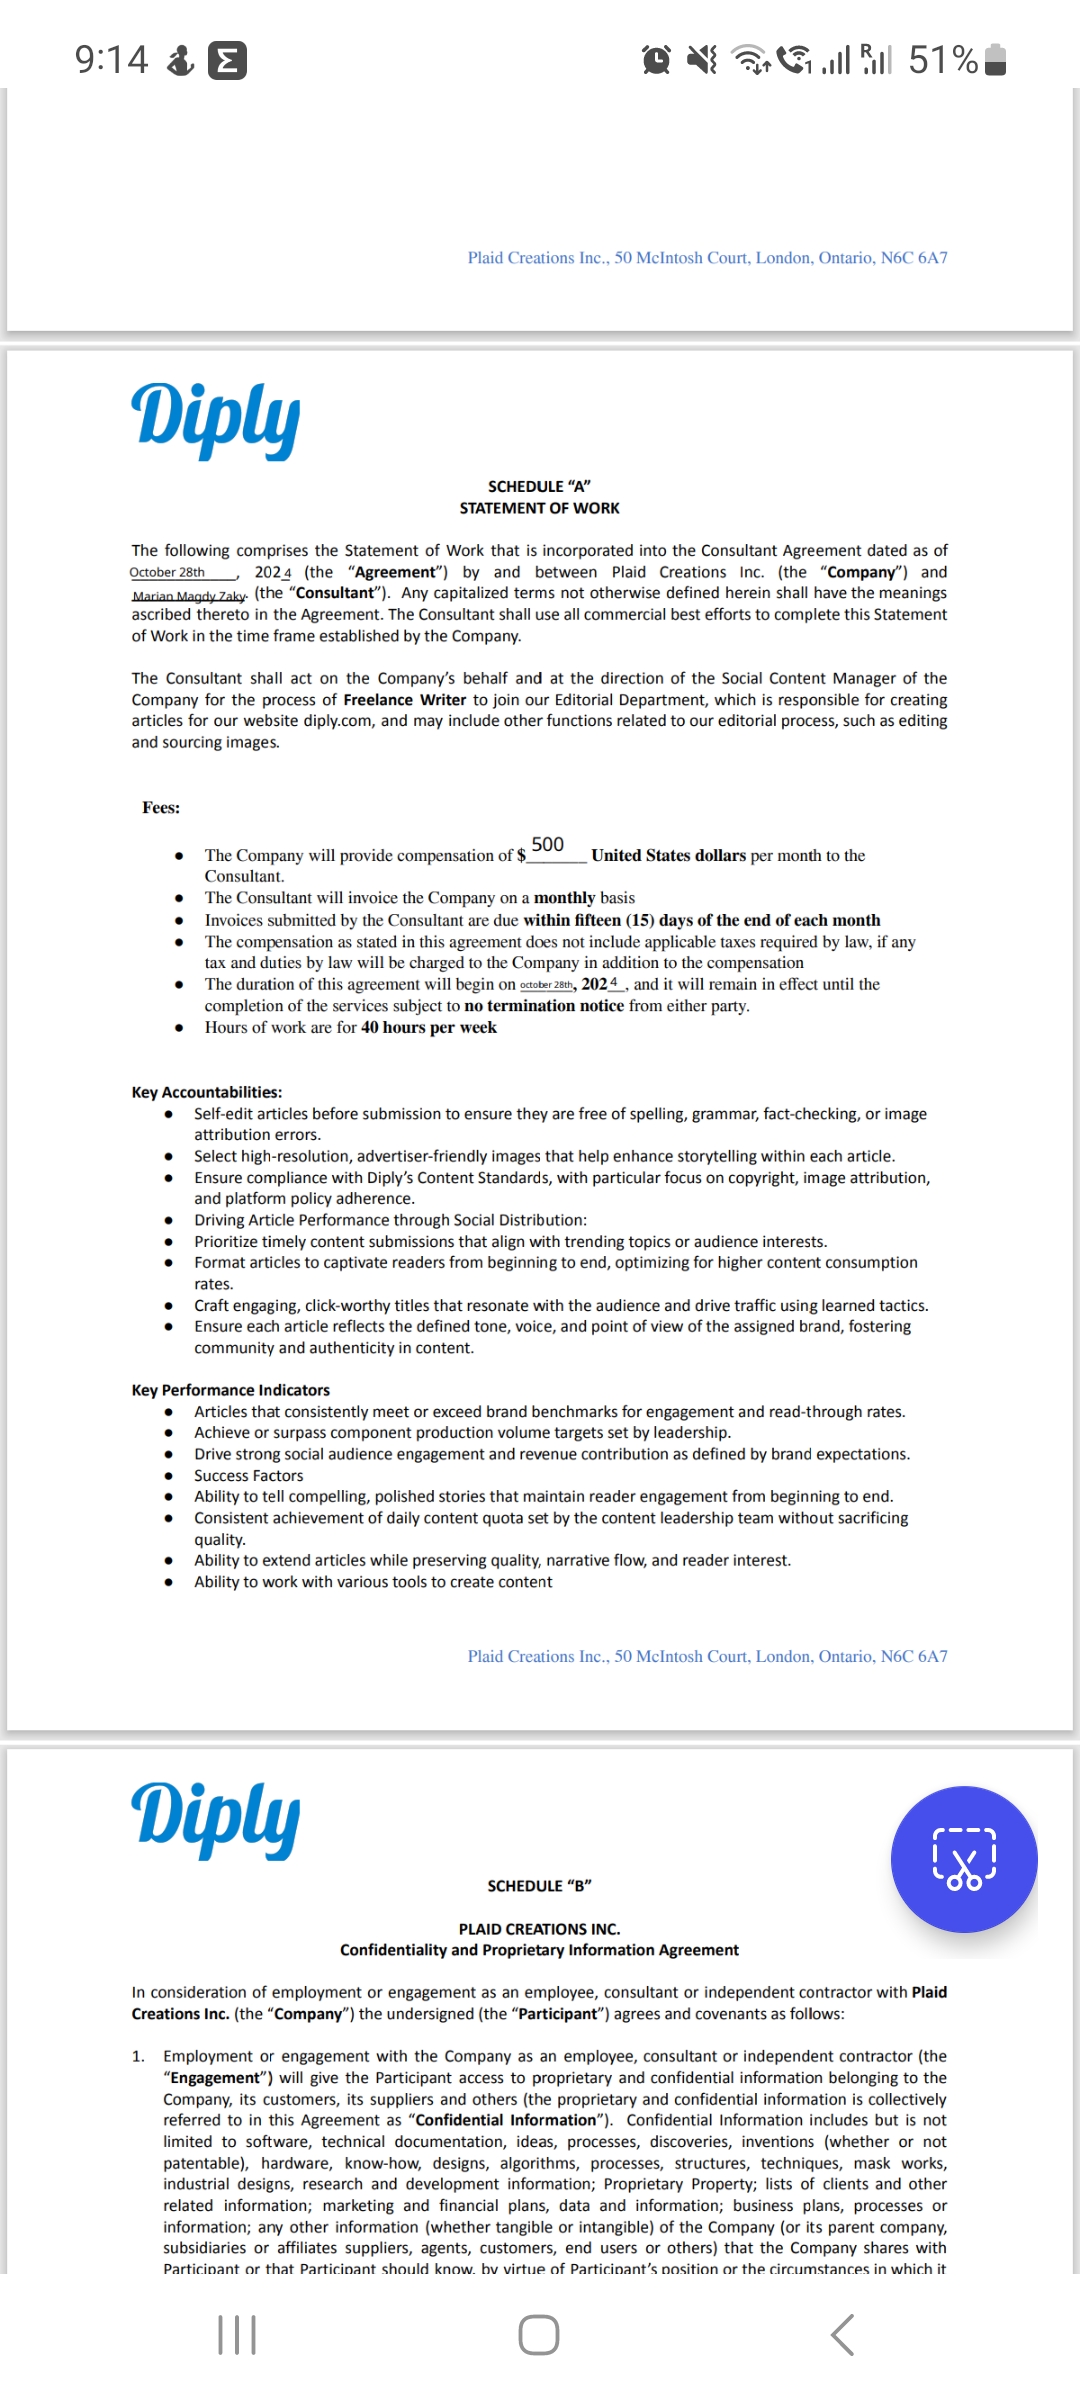 9:14
51%
Plaid Creations Inc., 50 McIntosh Court, London, Ontario, N6C 6A7
Diply
SCHEDULE “A”
STATEMENT OF WORK
The following comprises the Statement of Work that is incorporated into the Consultant Agreement dated as of
October 28th , 2024 (the “Agreement”) by and between Plaid Creations Inc. (the “Company”) and
Marian Magdy Zaky (the “Consultant”). Any capitalized terms not otherwise defined herein shall have the meanings
ascribed thereto in the Agreement. The Consultant shall use all commercial best efforts to complete this Statement
of Work in the time frame established by the Company.
The Consultant shall act on the Company’s behalf and at the direction of the Social Content Manager of the
Company for the process of Freelance Writer to join our Editorial Department, which is responsible for creating
articles for our website diply.com, and may include other functions related to our editorial process, such as editing
and sourcing images.
Fees:
● The Company will provide compensation of $ 500 United States dollars per month to the
Consultant.
● The Consultant will invoice the Company on a monthly basis
● Invoices submitted by the Consultant are due within fifteen (15) days of the end of each month
● The compensation as stated in this agreement does not include applicable taxes required by law, if any
tax and duties by law will be charged to the Company in addition to the compensation
● The duration of this agreement will begin on october 28th, 2024 , and it will remain in effect until the
completion of the services subject to no termination notice from either party.
● Hours of work are for 40 hours per week
Key Accountabilities:
● Self-edit articles before submission to ensure they are free of spelling, grammar, fact-checking, or image
attribution errors.
● Select high-resolution, advertiser-friendly images that help enhance storytelling within each article.
● Ensure compliance with Diply’s Content Standards, with particular focus on copyright, image attribution,
and platform policy adherence.
● Driving Article Performance through Social Distribution:
● Prioritize timely content submissions that align with trending topics or audience interests.
● Format articles to captivate readers from beginning to end, optimizing for higher content consumption
rates.
● Craft engaging, click-worthy titles that resonate with the audience and drive traffic using learned tactics.
● Ensure each article reflects the defined tone, voice, and point of view of the assigned brand, fostering
community and authenticity in content.
Key Performance Indicators
● Articles that consistently meet or exceed brand benchmarks for engagement and read-through rates.
● Achieve or surpass component production volume targets set by leadership.
● Drive strong social audience engagement and revenue contribution as defined by brand expectations.
● Success Factors
● Ability to tell compelling, polished stories that maintain reader engagement from beginning to end.
● Consistent achievement of daily content quota set by the content leadership team without sacrificing
quality.
● Ability to extend articles while preserving quality, narrative flow, and reader interest.
● Ability to work with various tools to create content
Plaid Creations Inc., 50 McIntosh Court, London, Ontario, N6C 6A7
Diply
SCHEDULE “B”
PLAID CREATIONS INC.
Confidentiality and Proprietary Information Agreement
In consideration of employment or engagement as an employee, consultant or independent contractor with Plaid
Creations Inc. (the “Company”) the undersigned (the “Participant”) agrees and covenants as follows:
1. Employment or engagement with the Company as an employee, consultant or independent contractor (the
“Engagement”) will give the Participant access to proprietary and confidential information belonging to the
Company, its customers, its suppliers and others (the proprietary and confidential information is collectively
referred to in this Agreement as “Confidential Information”). Confidential Information includes but is not
limited to software, technical documentation, ideas, processes, discoveries, inventions (whether or not
patentable), hardware, know-how, designs, algorithms, processes, structures, techniques, mask works,
industrial designs, research and development information; Proprietary Property; lists of clients and other
related information; marketing and financial plans, data and information; business plans, processes or
information; any other information (whether tangible or intangible) of the Company (or its parent company,
subsidiaries or affiliates suppliers, agents, customers, end users or others) that the Company shares with
Participant or that Participant should know, by virtue of Participant’s position or the circumstances in which it